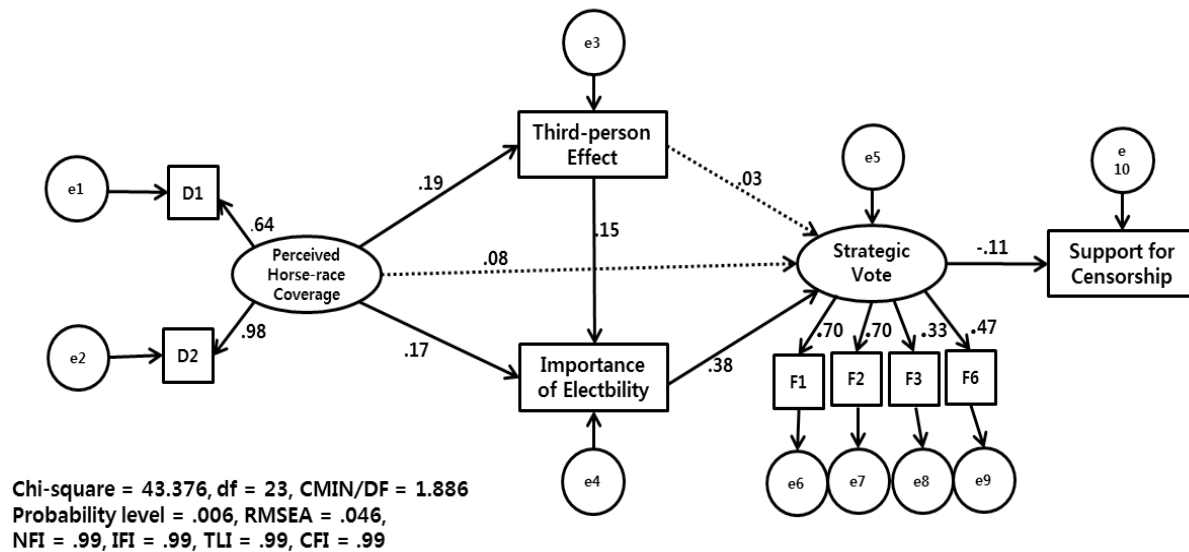 e3
Third-person
Effect
e1
D1
.64
.19
.03
e5
e
10
.15
Perceived
Horse-race
Coverage
.08
Strategic
Vote
-.11
Support for
Censorship
e2
D2
.98
.17
Importance
of Electbility
.38
.70
.70
.33
.47
F1
F2
F3
F6
e4
e6
e7
e8
e9
Chi-square = 43.376, df = 23, CMIN/DF = 1.886
Probability level = .006, RMSEA = .046,
NFI = .99, IFI = .99, TLI = .99, CFI = .99